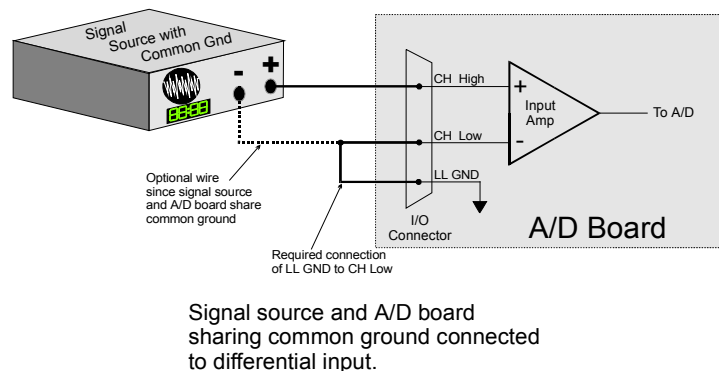 Signal
Source with
Common Gnd
-
+
88:88
CH High
+
Input
Amp
To A/D
CH Low
-
LL GND
Optional wire
since signal source
and A/D board share
common ground
I/O
Connector
A/D Board
Required connection
of LL GND to CH Low
Signal source and A/D board
sharing common ground connected
to differential input.